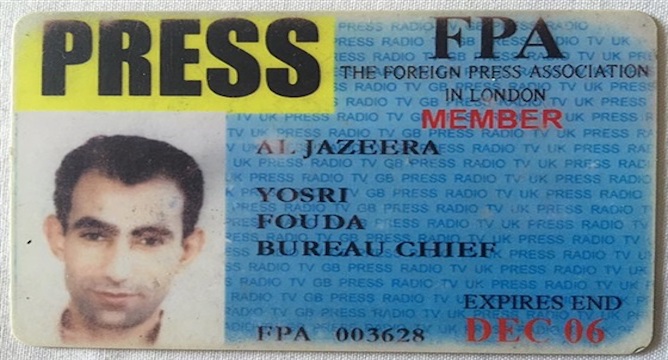 PRESS
FPA
THE FOREIGN PRESS ASSOCIATION
IN LONDON
MEMBER
AL JAZEERA
YOSRI
FOUDA
BUREAU CHIEF
EXPIRES END
FPA 003628
DEC 06